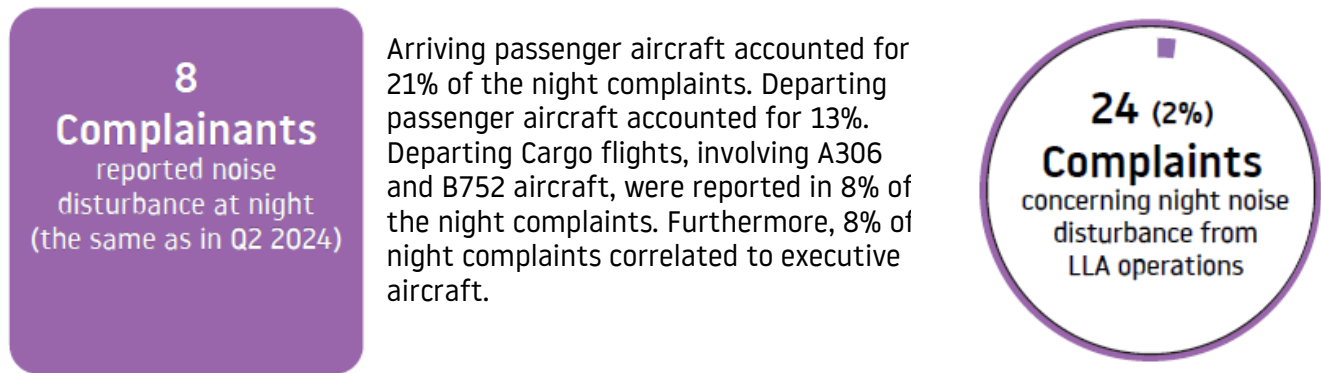 8
Complainants
reported noise
disturbance at night
(the same as in Q2 2024)
Arriving passenger aircraft accounted for
21% of the night complaints. Departing
passenger aircraft accounted for 13%.
Departing Cargo flights, involving A306
and B752 aircraft, were reported in 8% of
the night complaints. Furthermore, 8% of
night complaints correlated to executive
aircraft.
24 (2%)
Complaints
concerning night noise
disturbance from
LLA operations